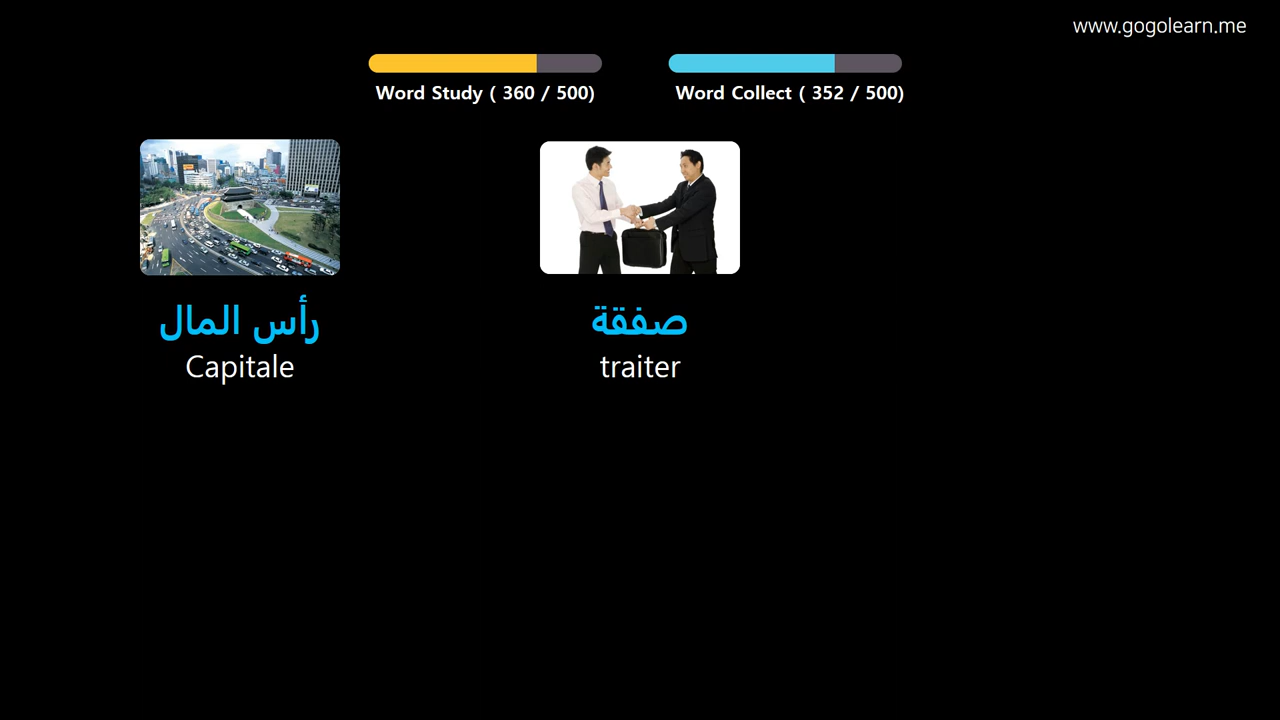 www.gogolearn.me
Word Study ( 360 / 500)
Word Collect ( 352 / 500)
رأس المال
Capitale
صفقة
traiter